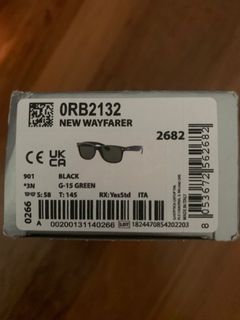 0RB2132
NEW WAYFARER
2682
CE UK CA
901 BLACK
*3N G-15 GREEN
S: 58 T: 145 RX: YesStd ITA
0266
A 00200131140266
1824470854202203
8 053672 562682